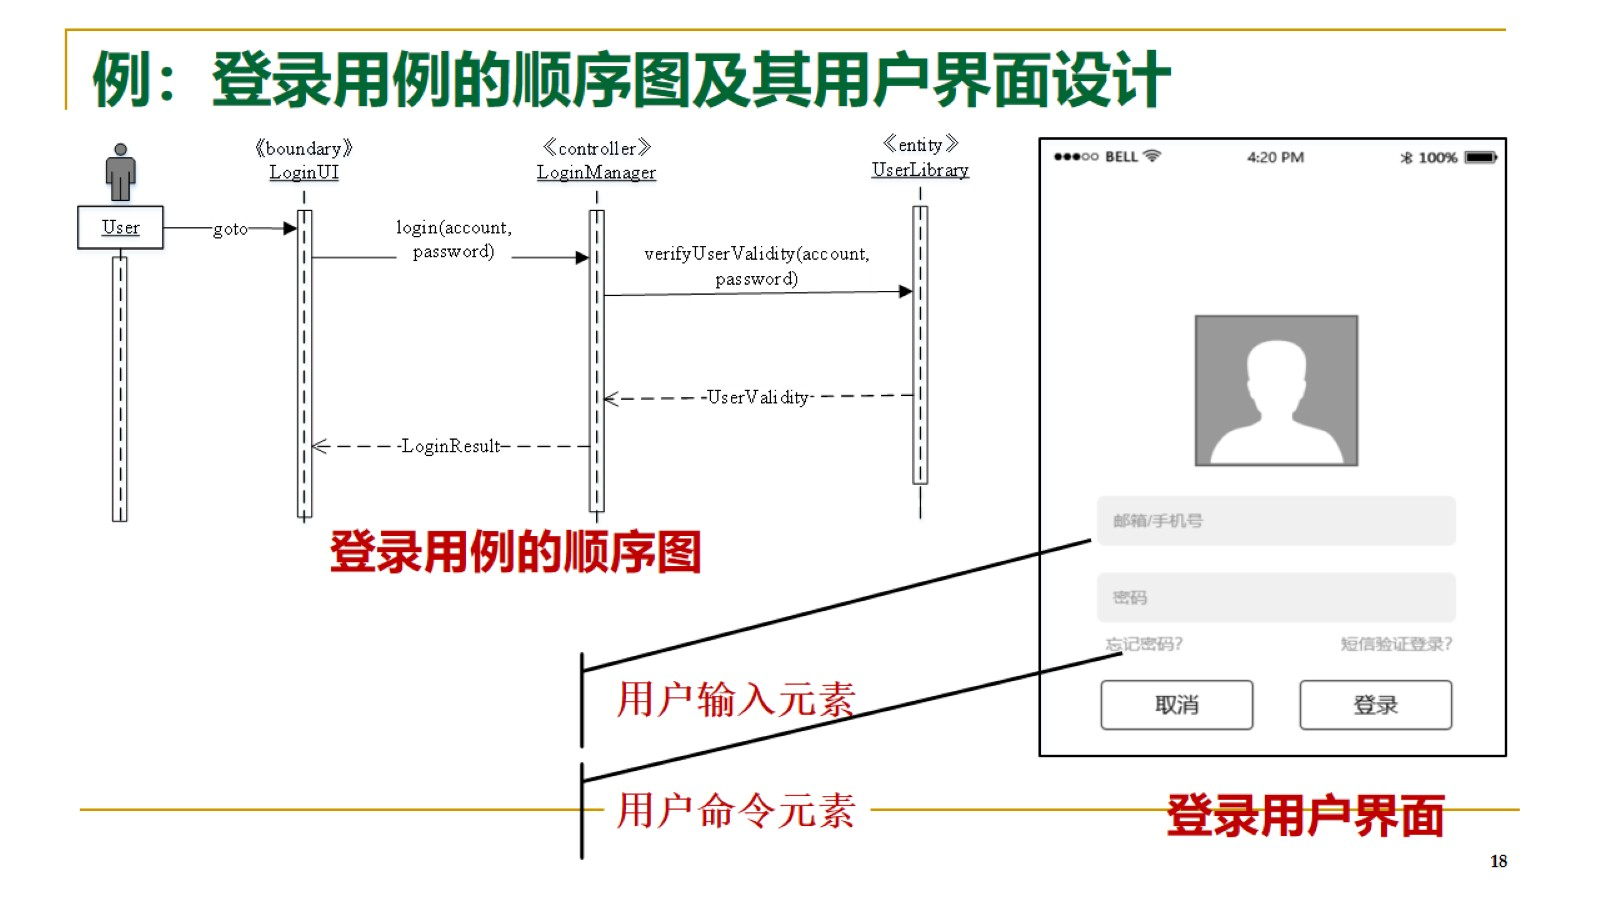 例：登录用例的顺序图及其用户界面设计
《boundary》
LoginUI
《controller》
LoginManager
《entity》
UserLibrary
User
goto
login(account,
password)
verifyUserValidity(account,
password)
UserValidity
LoginResult
登录用例的顺序图
用户输入元素
用户命令元素
BELL
4:20 PM
100%
邮箱/手机号
密码
忘记密码?
短信验证登录?
取消
登录
登录用户界面
18